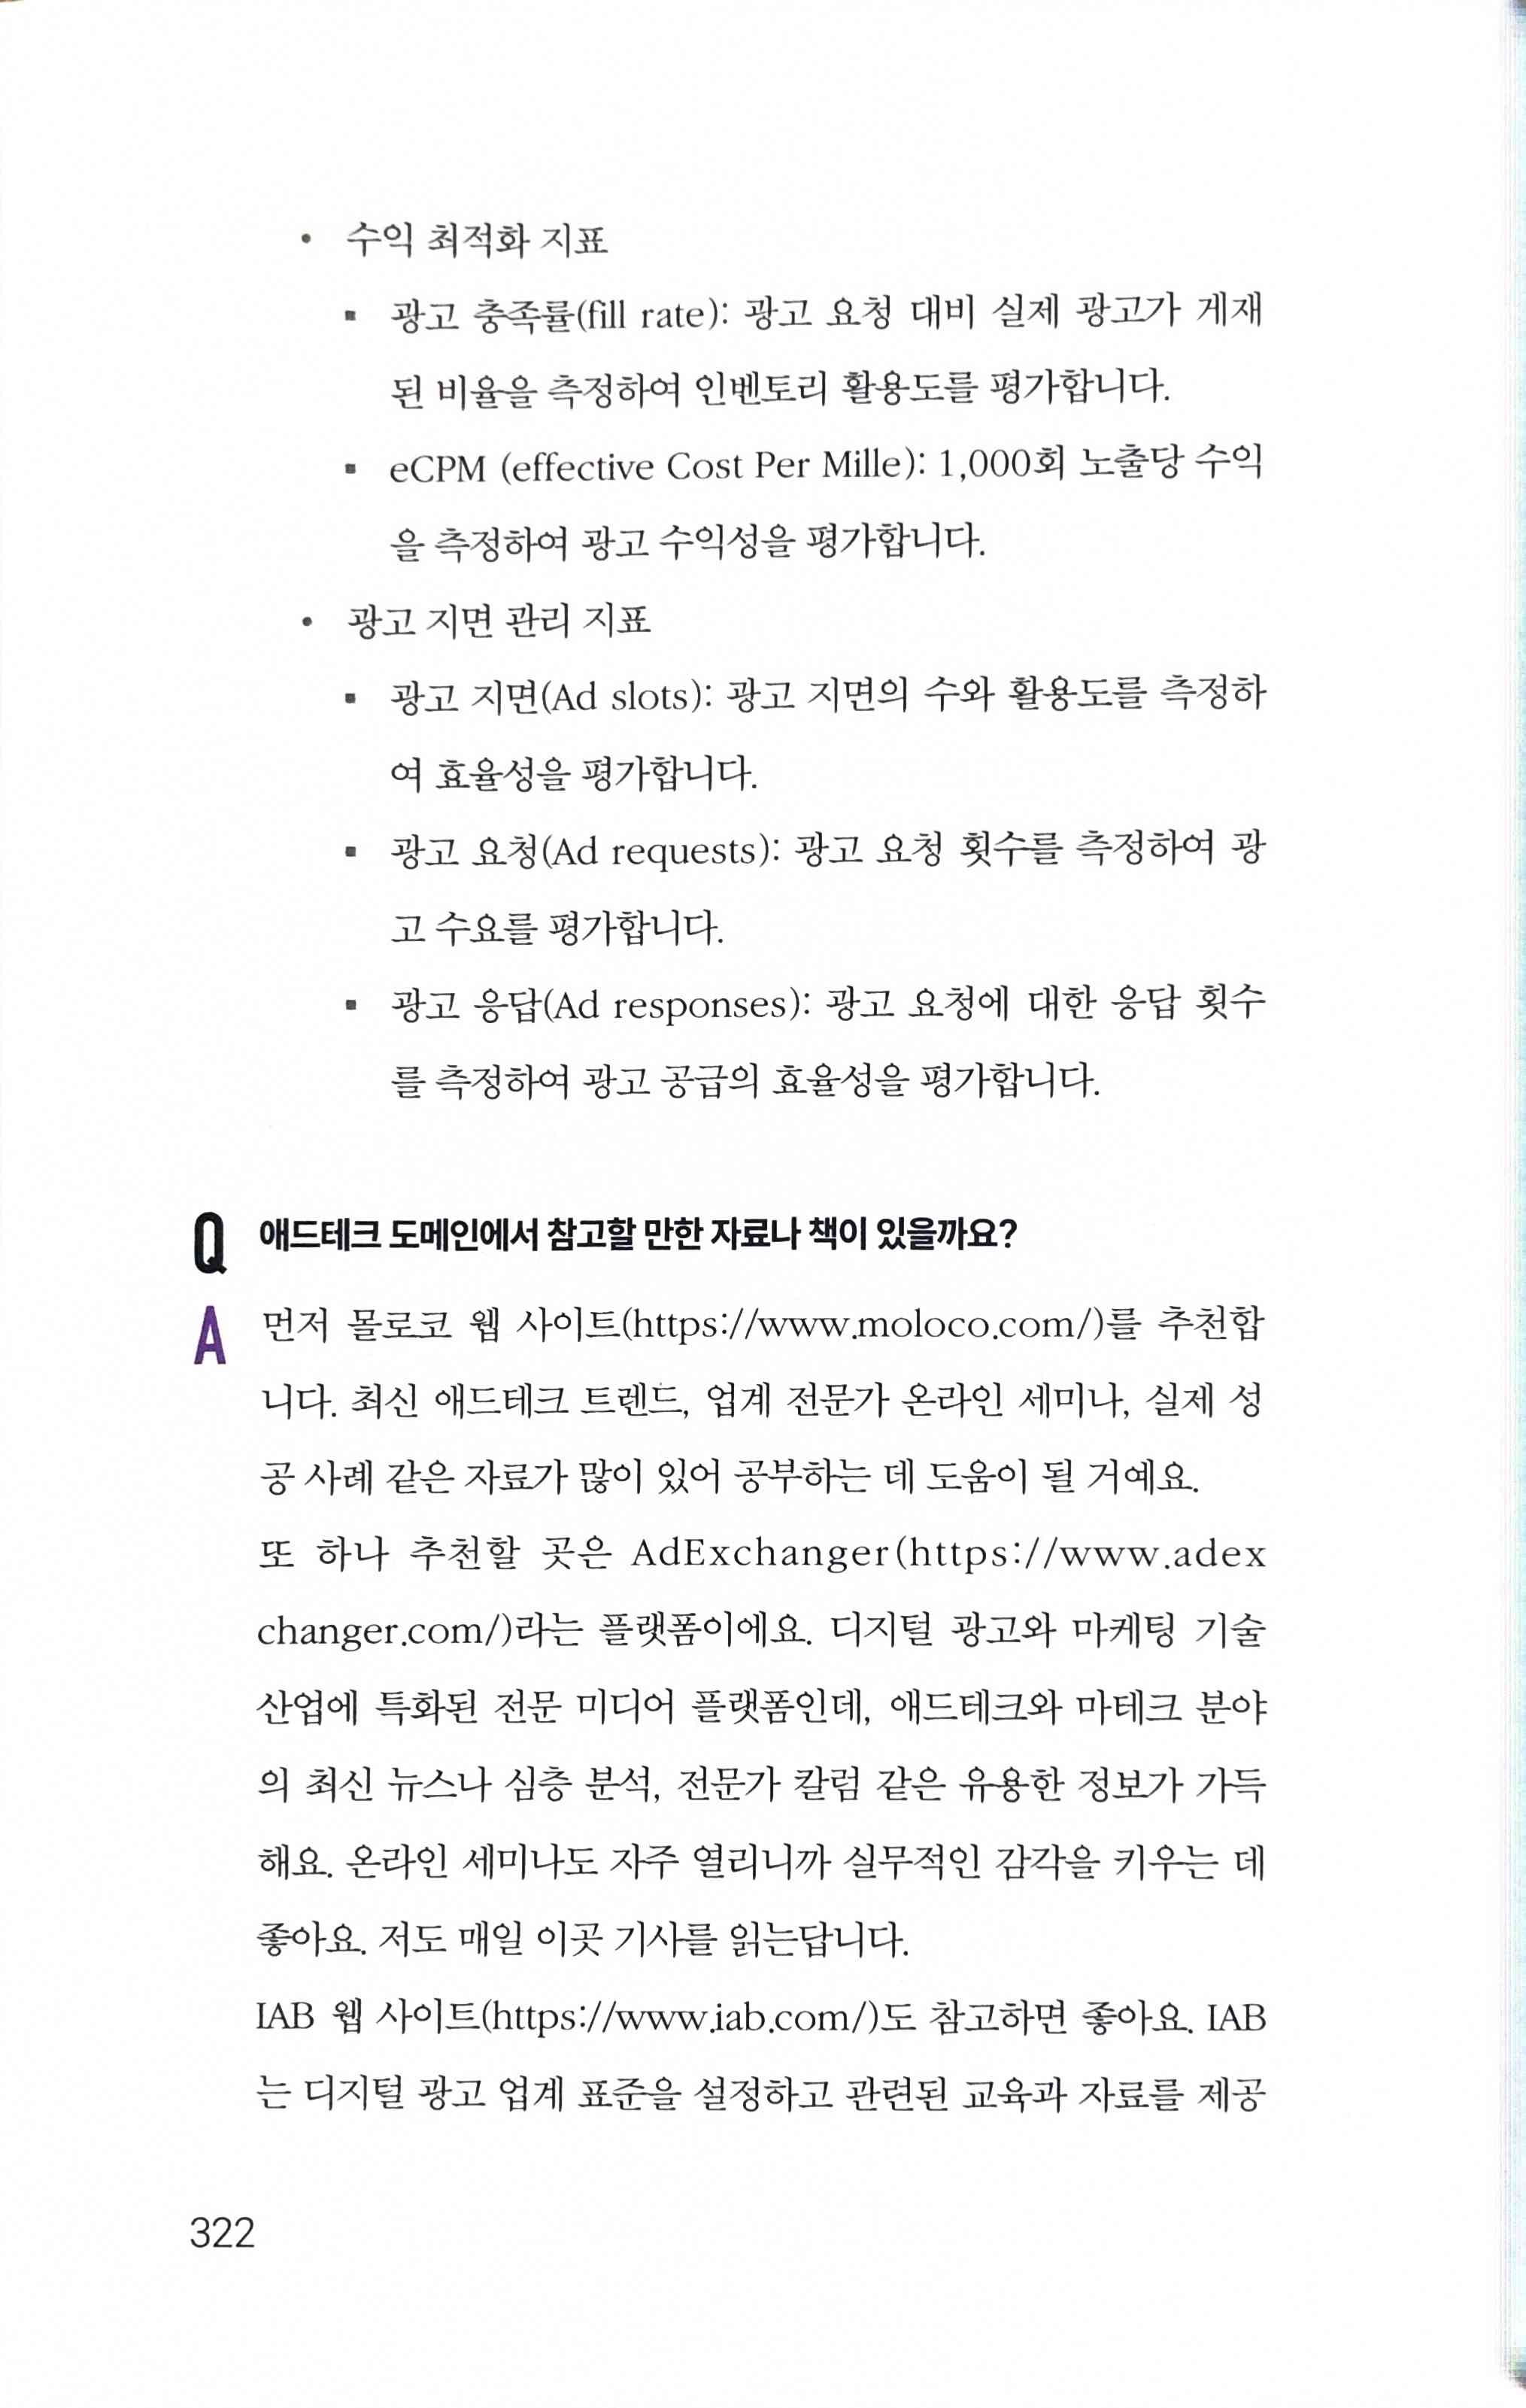 • 수익 최적화 지표
▪ 광고 충족률(fill rate): 광고 요청 대비 실제 광고가 게재
된 비율을 측정하여 인벤토리 활용도를 평가합니다.
▪ eCPM (effective Cost Per Mille): 1,000회 노출당 수익
을 측정하여 광고 수익성을 평가합니다.
• 광고 지면 관리 지표
▪ 광고 지면(Ad slots): 광고 지면의 수와 활용도를 측정하
여 효율성을 평가합니다.
▪ 광고 요청(Ad requests): 광고 요청 횟수를 측정하여 광
고 수요를 평가합니다.
▪ 광고 응답(Ad responses): 광고 요청에 대한 응답 횟수
를 측정하여 광고 공급의 효율성을 평가합니다.
Q 애드테크 도메인에서 참고할 만한 자료나 책이 있을까요?
A 먼저 몰로코 웹 사이트(https://www.moloco.com/)를 추천합
니다. 최신 애드테크 트렌드, 업계 전문가 온라인 세미나, 실제 성
공 사례 같은 자료가 많이 있어 공부하는 데 도움이 될 거예요.
또 하나 추천할 곳은 AdExchanger(https://www.adex
changer.com/)라는 플랫폼이에요. 디지털 광고와 마케팅 기술
산업에 특화된 전문 미디어 플랫폼인데, 애드테크와 마테크 분야
의 최신 뉴스나 심층 분석, 전문가 칼럼 같은 유용한 정보가 가득
해요. 온라인 세미나도 자주 열리니까 실무적인 감각을 키우는 데
좋아요. 저도 매일 이곳 기사를 읽는답니다.
IAB 웹 사이트(https://www.iab.com/)도 참고하면 좋아요. IAB
는 디지털 광고 업계 표준을 설정하고 관련된 교육과 자료를 제공
322